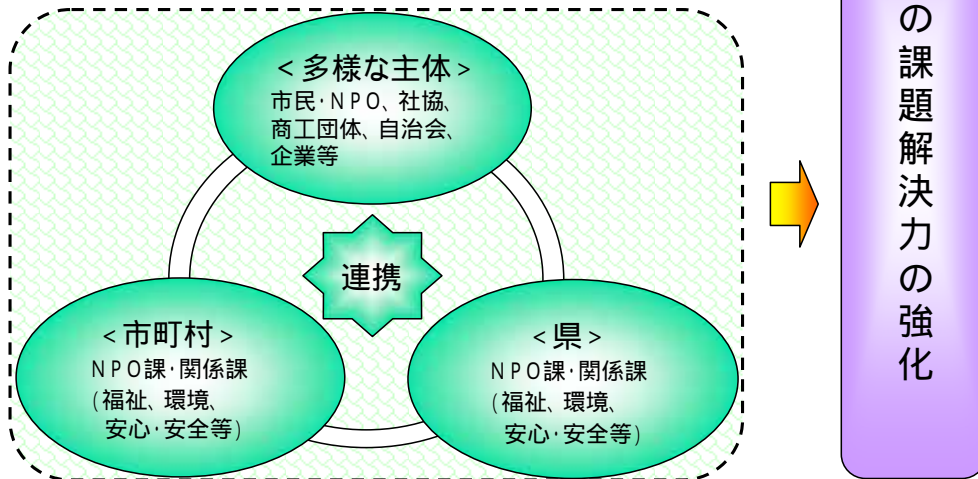 <多様な主体>
市民･NPO、社協、
商工団体、自治会、
企業等
連携
<市町村>
NPO課･関係課
(福祉、環境、
安心･安全等)
<県>
NPO課･関係課
(福祉、環境、
安心･安全等)
の課題解決力の強化